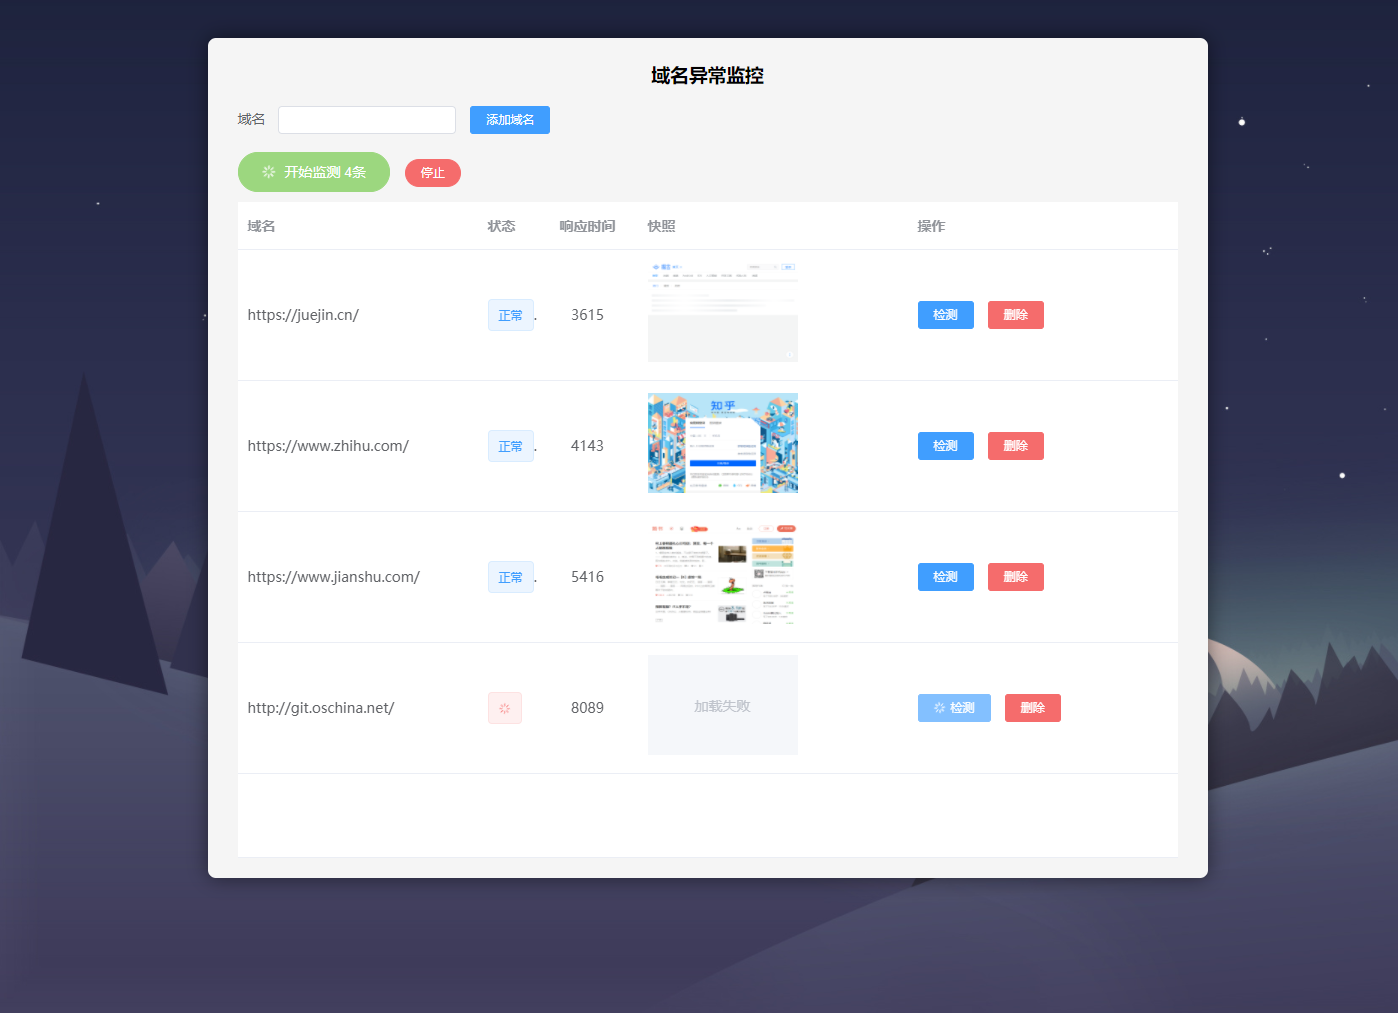 域名异常监控
域名 添加域名
开始监测 4条 停止
域名 状态 响应时间 快照 操作
https://juejin.cn/ 正常 . 3615 检测 删除
知乎
https://www.zhihu.com/ 正常 . 4143 检测 删除
https://www.jianshu.com/ 正常 . 5416 检测 删除
http://git.oschina.net/ 8089 加载失败 检测 删除